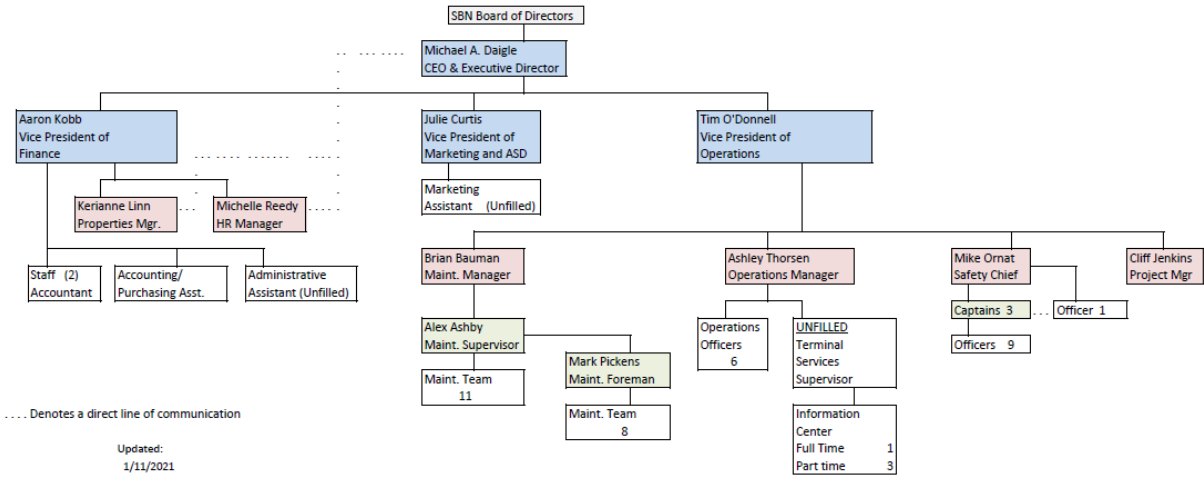 SBN Board of Directors
Michael A. Daigle
CEO & Executive Director
Aaron Kobb
Vice President of
Finance
Julie Curtis
Vice President of
Marketing and ASD
Tim O'Donnell
Vice President of
Operations
Marketing
Assistant (Unfilled)
Kerianne Linn
Properties Mgr.
Michelle Reedy
HR Manager
Staff (2)
Accountant
Accounting/
Purchasing Asst.
Administrative
Assistant (Unfilled)
Brian Bauman
Maint. Manager
Ashley Thorsen
Operations Manager
Mike Ornat
Safety Chief
Cliff Jenkins
Project Mgr
Captains 3
Officer 1
Officers 9
Alex Ashby
Maint. Supervisor
Mark Pickens
Maint. Foreman
Maint. Team
11
Maint. Team
8
Operations
Officers
6
UNFILLED
Terminal
Services
Supervisor
Information
Center
Full Time 1
Part time 3
.... Denotes a direct line of communication
Updated:
1/11/2021